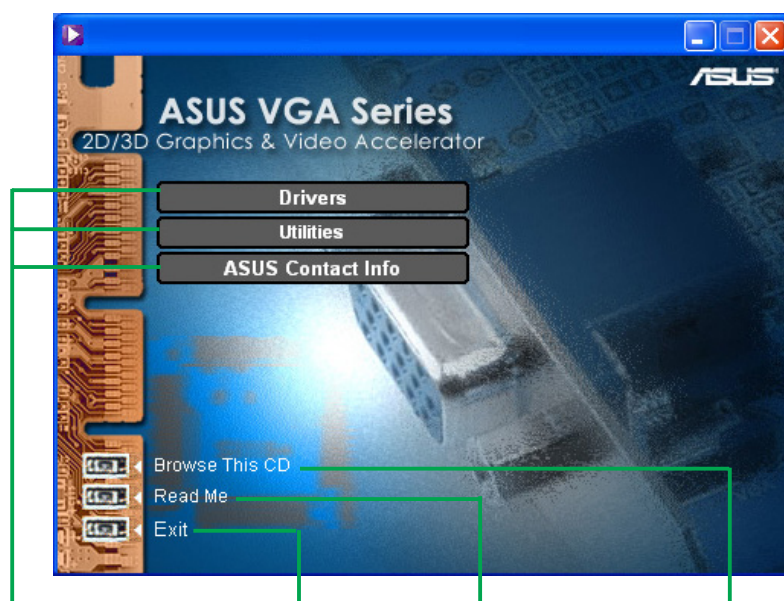 ASUS
ASUS VGA Series
2D/3D Graphics & Video Accelerator
Drivers
Utilities
ASUS Contact Info
Browse This CD
Read Me
Exit